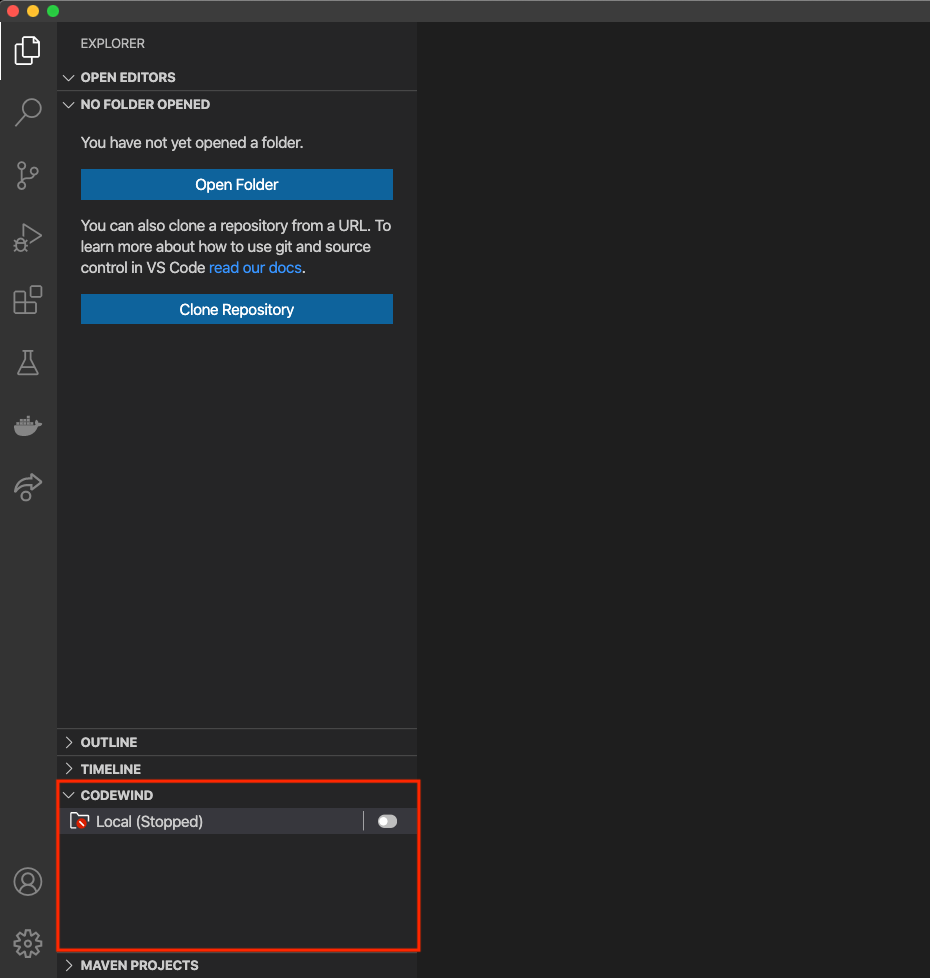 EXPLORER
OPEN EDITORS
NO FOLDER OPENED
You have not yet opened a folder.
Open Folder
You can also clone a repository from a URL. To
learn more about how to use git and source
control in VS Code read our docs.
Clone Repository
OUTLINE
TIMELINE
CODEWIND
Local (Stopped)
MAVEN PROJECTS